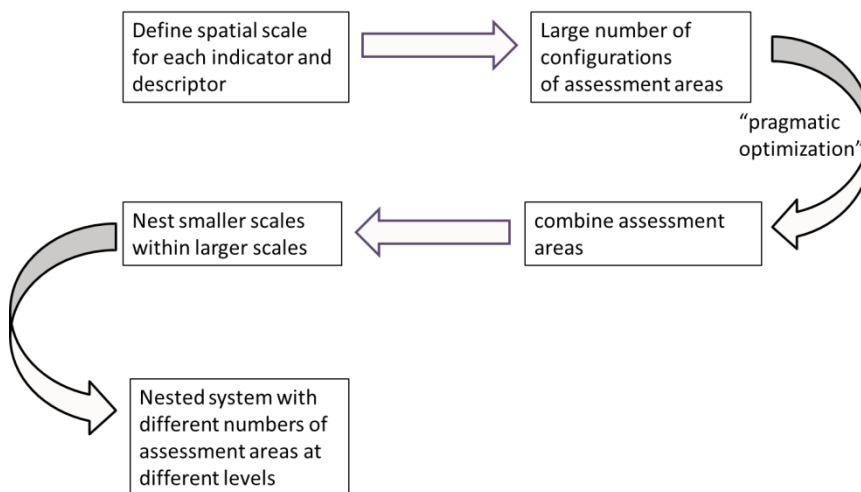 Define spatial scale
for each indicator and
descriptor
Large number of
configurations
of assessment areas
“pragmatic
optimization”
combine assessment
areas
Nest smaller scales
within larger scales
Nested system with
different numbers of
assessment areas at
different levels